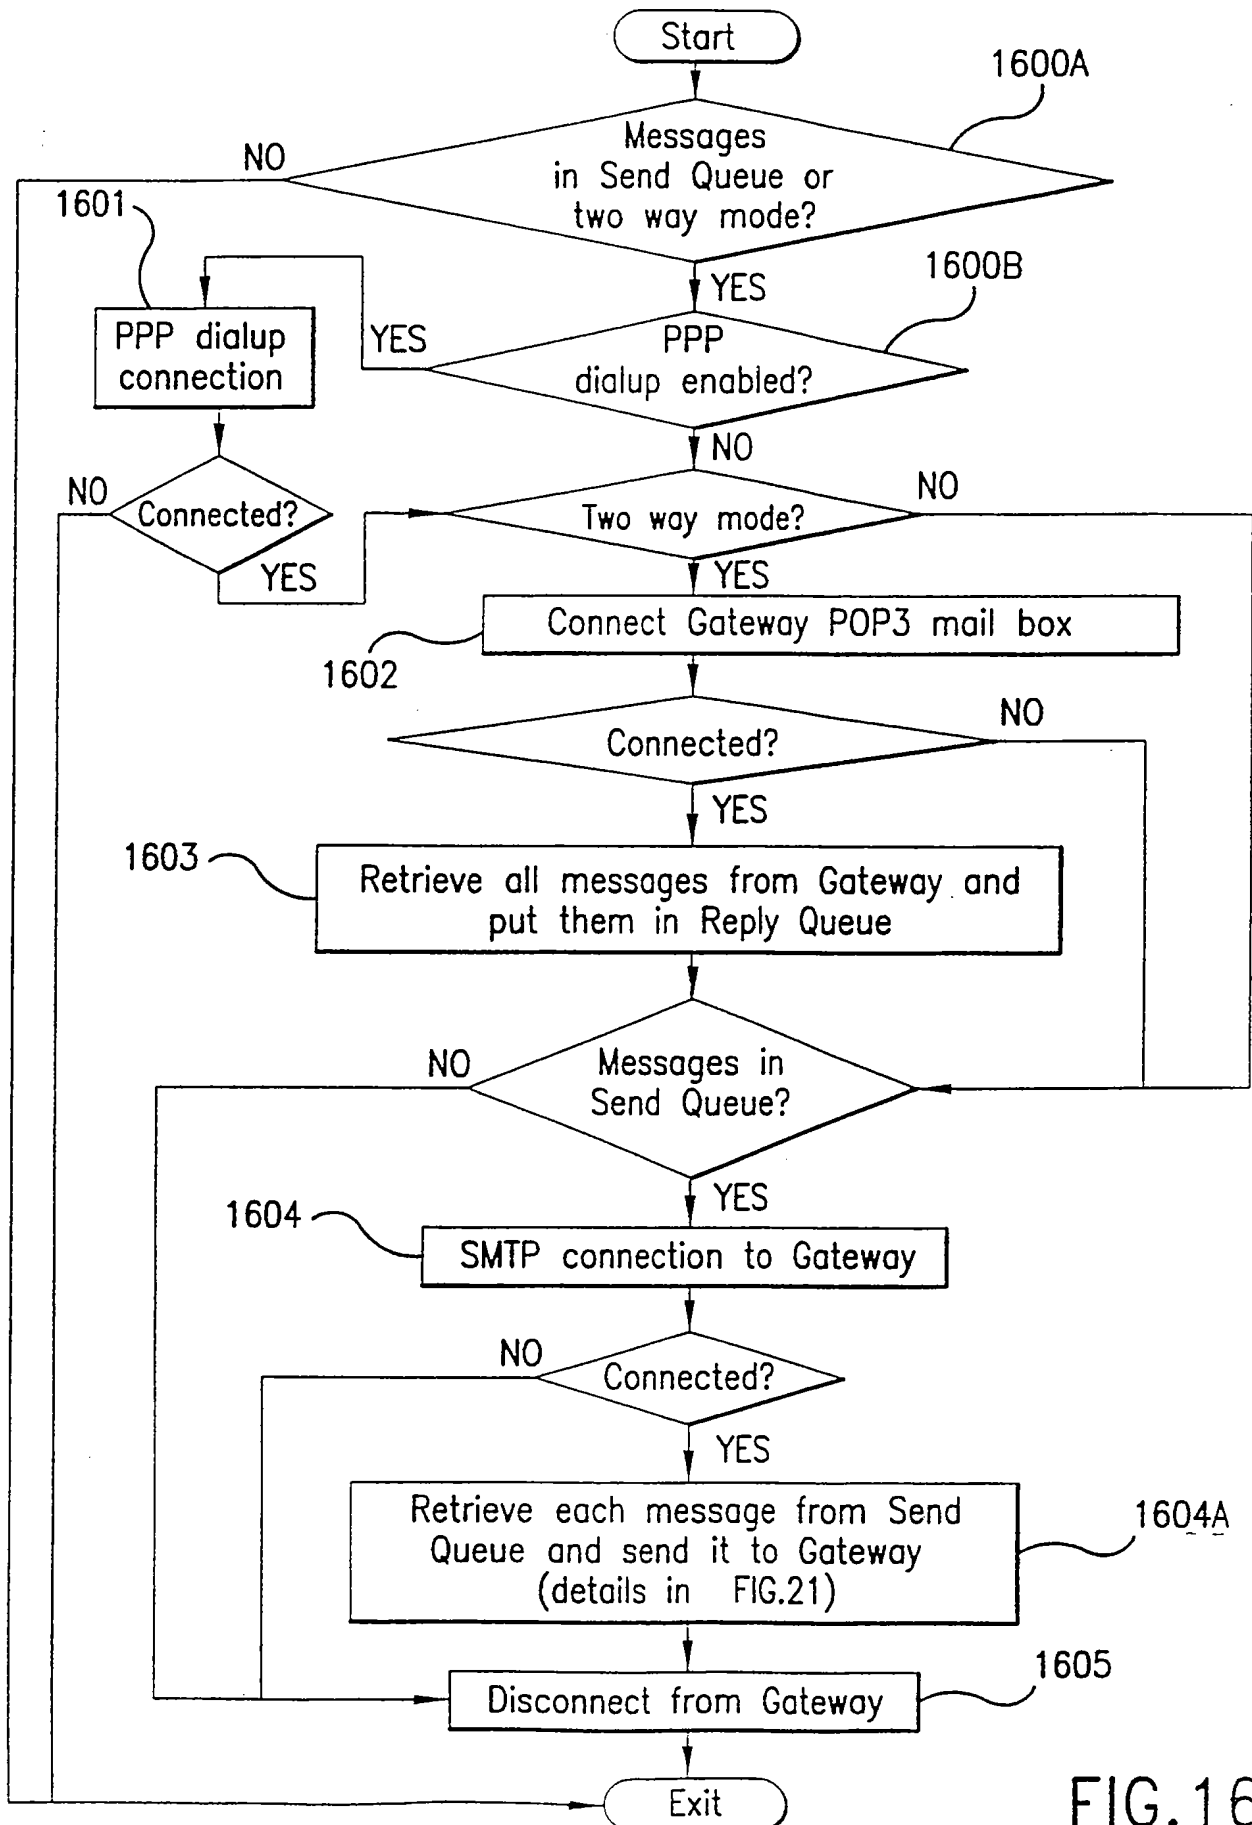 Start
1600A
Messages
in Send Queue or
two way mode?
NO
1601
1600B
YES
PPP dialup
connection
YES
PPP
dialup enabled?
NO
NO
Connected?
Two way mode?
NO
YES
YES
Connect Gateway POP3 mail box
1602
Connected?
NO
YES
1603
Retrieve all messages from Gateway and
put them in Reply Queue
NO
Messages in
Send Queue?
YES
1604
SMTP connection to Gateway
NO
Connected?
YES
Retrieve each message from Send
Queue and send it to Gateway
(details in FIG.21)
1604A
1605
Disconnect from Gateway
Exit
FIG.16